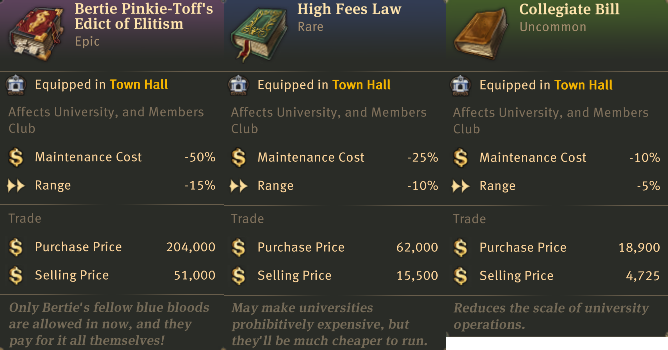 Bertie Pinkie-Toff's
Edict of Elitism
Epic
Equipped in Town Hall
Affects University, and Members
Club
Maintenance Cost -50%
Range -15%
Trade
Purchase Price 204,000
Selling Price 51,000
Only Bertie's fellow blue bloods
are allowed in now, and they
pay for it all themselves!
High Fees Law
Rare
Equipped in Town Hall
Affects University, and Members
Club
Maintenance Cost -25%
Range -10%
Trade
Purchase Price 62,000
Selling Price 15,500
May make universities
prohibitively expensive, but
they'll be much cheaper to run.
Collegiate Bill
Uncommon
Equipped in Town Hall
Affects University, and Members
Club
Maintenance Cost -10%
Range -5%
Trade
Purchase Price 18,900
Selling Price 4,725
Reduces the scale of university
operations.